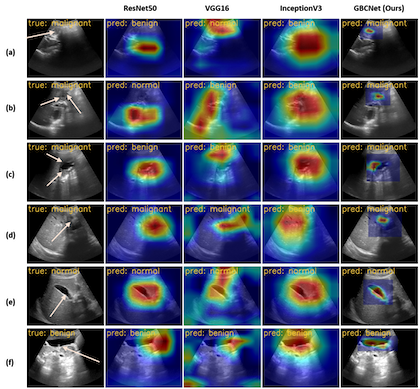 ResNet50 VGG16 InceptionV3 GBCNet (Ours)
(a) true: malignant pred: benign pred: normal pred: malignant pred: malignant
(b) true: malignant pred: normal pred: benign pred: benign pred: malignant
(c) true: malignant pred: benign pred: benign pred: benign pred: malignant
(d) true: malignant pred: malignant pred: malignant pred: benign pred: malignant
(e) true: normal pred: normal pred: normal pred: normal pred: normal
(f) true: benign pred: benign pred: benign pred: benign pred: benign